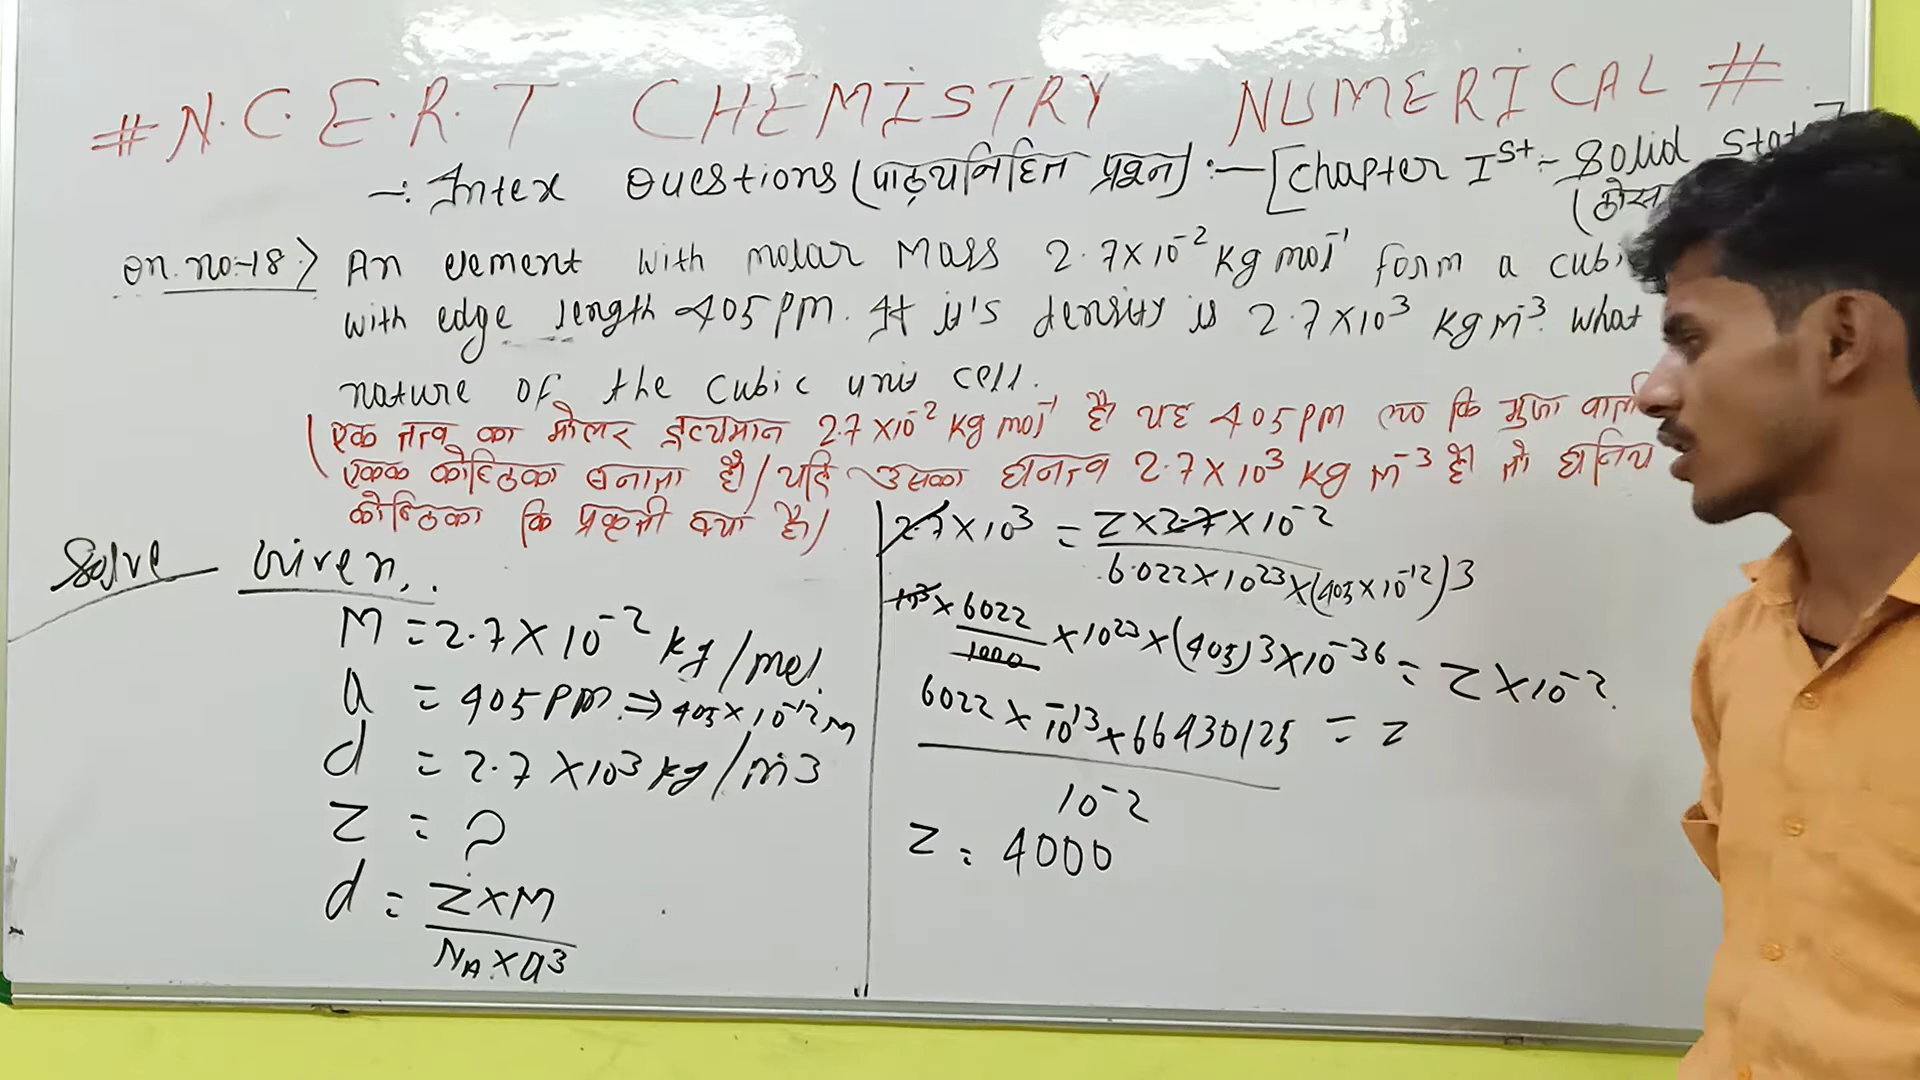 # N.C.E.R.T CHEMISTRY NUMERICAL #
-: Intex Questions (पाठ्यनिहित प्रश्न) :- [Chapter Ist :- Solid State]
(ठोस
on. no:-18:) An element with molar Mass 2.7×10⁻² kg mol⁻¹ form a cubic
with edge length 405 pm. If it's density is 2.7×10³ kg m⁻³. what
nature of the cubic unit cell.
(एक तत्व का मोलर द्रव्यमान 2.7×10⁻² kg mol⁻¹ है। यह 405 pm कि भुजा वाली
एकक कोष्ठिका बनाता है। यदि उसका घनत्व 2.7×10³ kg m⁻³ है। तो घनिय
कोष्ठिका कि प्रकृती क्या है।
Solve Given,
M = 2.7×10⁻² kg/mol.
a = 405 pm. ⇒ 405×10⁻¹² m
d = 2.7×10³ kg/m3
Z = ?
d = Z×M
NA×a³
2.7×10³ = Z×2.7×10⁻²
6.022×10²³×(405×10⁻¹²)3
10³× 6022 ×10²³×(405)3×10⁻³⁶ = Z×10⁻².
1000
6022×10⁻¹³×66430125 = Z
10⁻²
Z = 4000